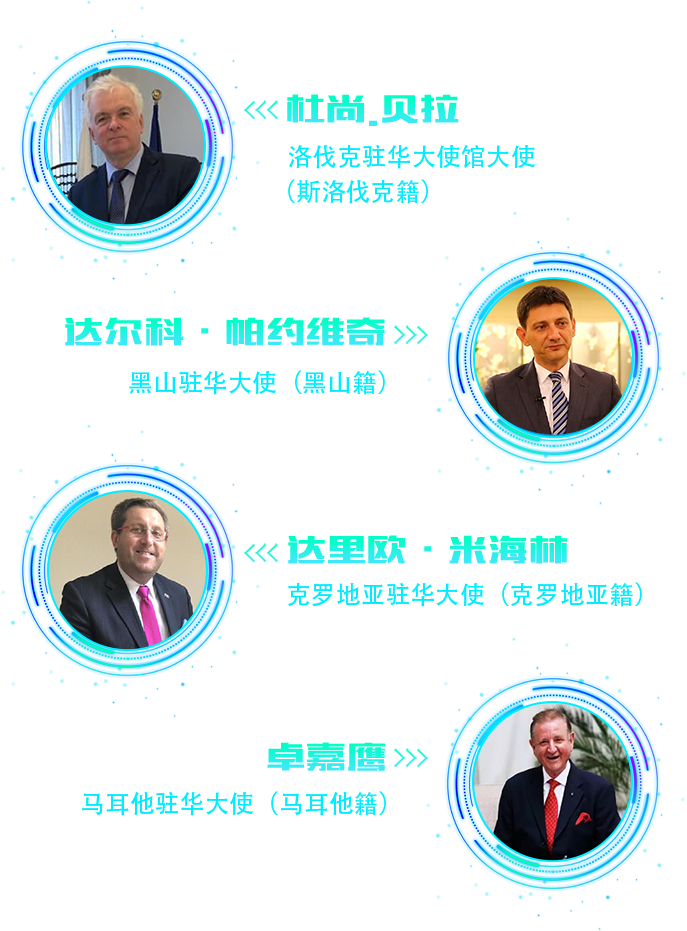 杜尚.贝拉
洛伐克驻华大使馆大使
（斯洛伐克籍）
达尔科·帕约维奇
黑山驻华大使（黑山籍）
达里欧·米海林
克罗地亚驻华大使（克罗地亚籍）
卓嘉鹰
马耳他驻华大使（马耳他籍）